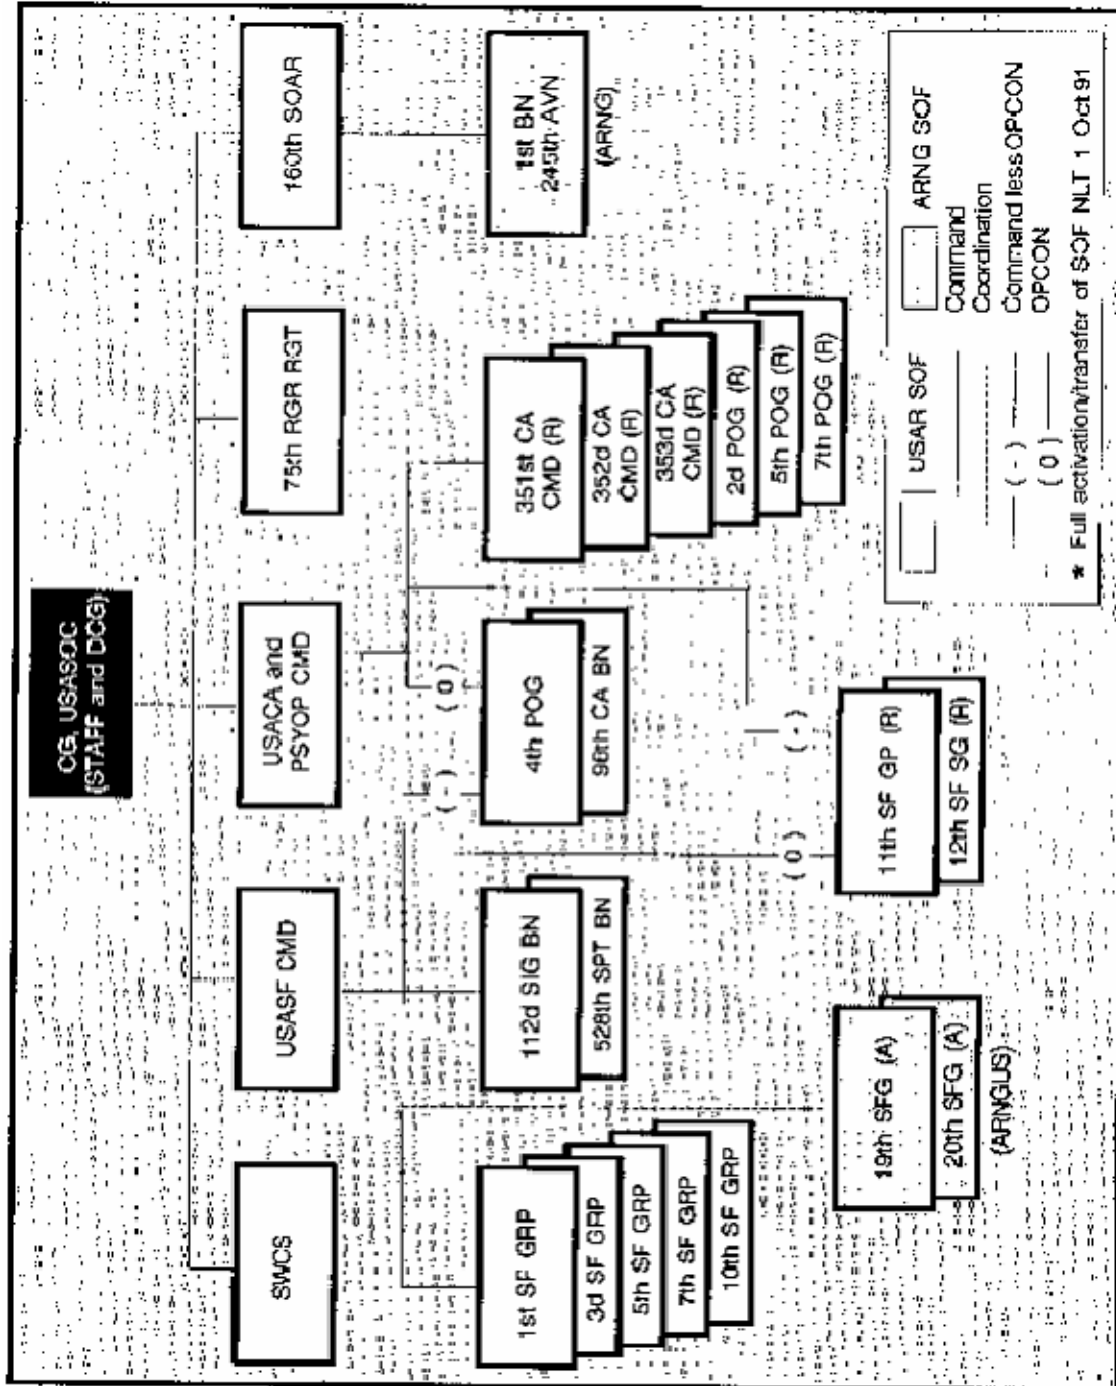 CG, USASOC
(STAFF and DCG)
SWCS
USASF CMD
USACA and
PSYOP CMD
75th RGR RGT
160th SOAR
1st SF GRP
3d SF GRP
5th SF GRP
7th SF GRP
10th SF GRP
112d SIG BN
528th SPT BN
( - )
( 0 )
4th POG
96th CA BN
351st CA
CMD (R)
352d CA
CMD (R)
353d CA
CMD (R)
2d POG (R)
5th POG (R)
7th POG (R)
1st BN
245th AVN
(ARNG)
19th SFG (A)
20th SFG (A)
(ARNGUS)
( 0 )
( - )
11th SF GP (R)
12th SF SG (R)
USAR SOF
ARNG SOF
Command
Coordination
( - ) Command less OPCON
( 0 ) OPCON
* Full activation/transfer of SOF NLT 1 Oct 91